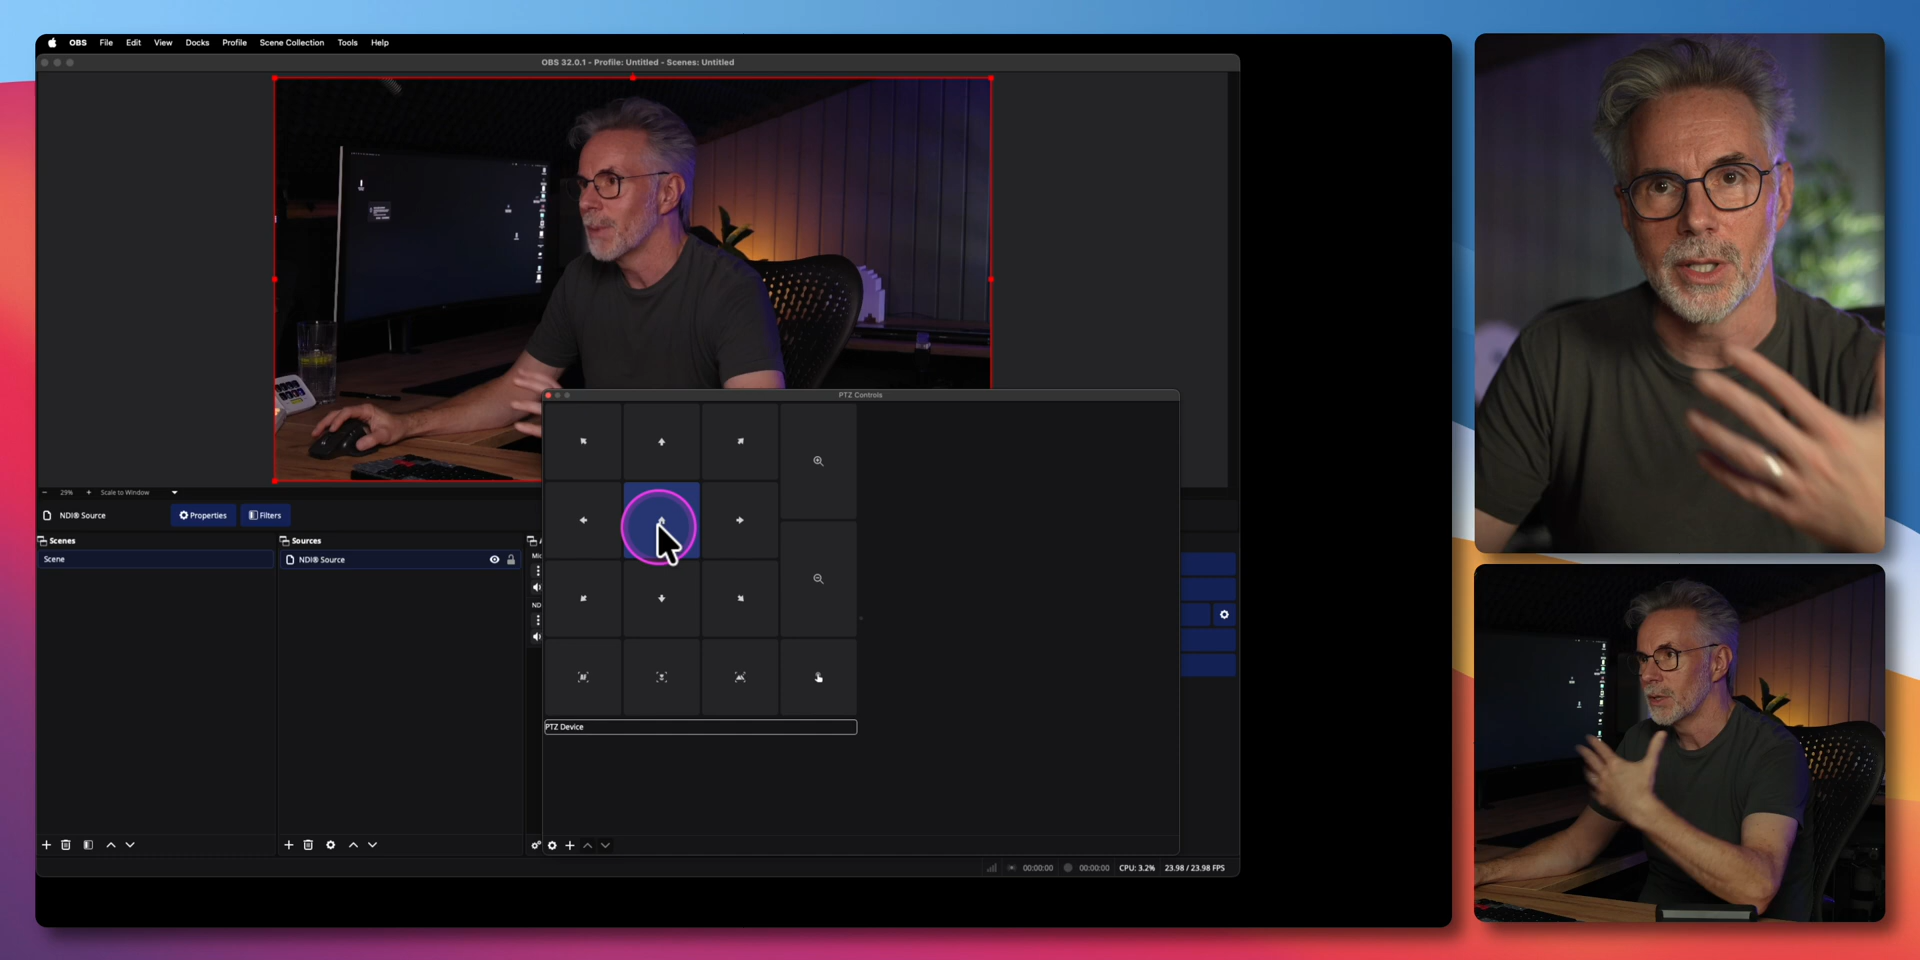 OBS File Edit View Docks Profile Scene Collection Tools Help
OBS 32.0.1 - Profile: Untitled - Scenes: Untitled
PTZ Controls
29% Scale to Window
NDI® Source Properties Filters
Scenes
Scene
Sources
NDI® Source
Mic
ND
PTZ Device
00:00:00 00:00:00 CPU: 3.2% 23.98 / 23.98 FPS